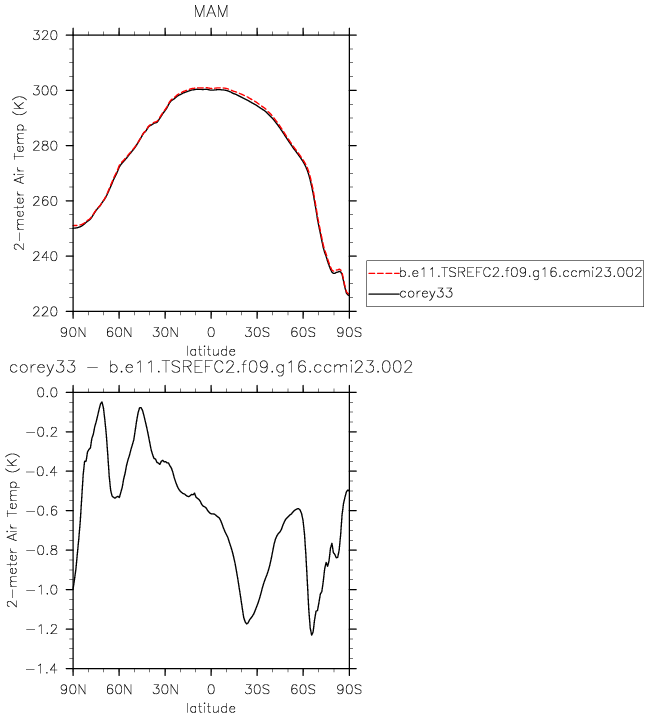 MAM
320
300
280
260
240
220
2-meter Air Temp (K)
90N 60N 30N 0 30S 60S 90S
latitude
b.e11.TSREFC2.f09.g16.ccmi23.002
corey33
corey33 - b.e11.TSREFC2.f09.g16.ccmi23.002
0.0
-0.2
-0.4
-0.6
-0.8
-1.0
-1.2
-1.4
2-meter Air Temp (K)
90N 60N 30N 0 30S 60S 90S
latitude